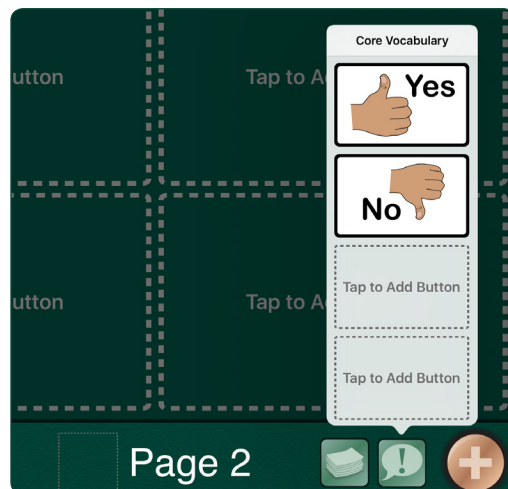 Core Vocabulary
Yes
No
Tap to Add Button
Tap to Add Button
utton
Tap to A
utton
Tap to A
Page 2